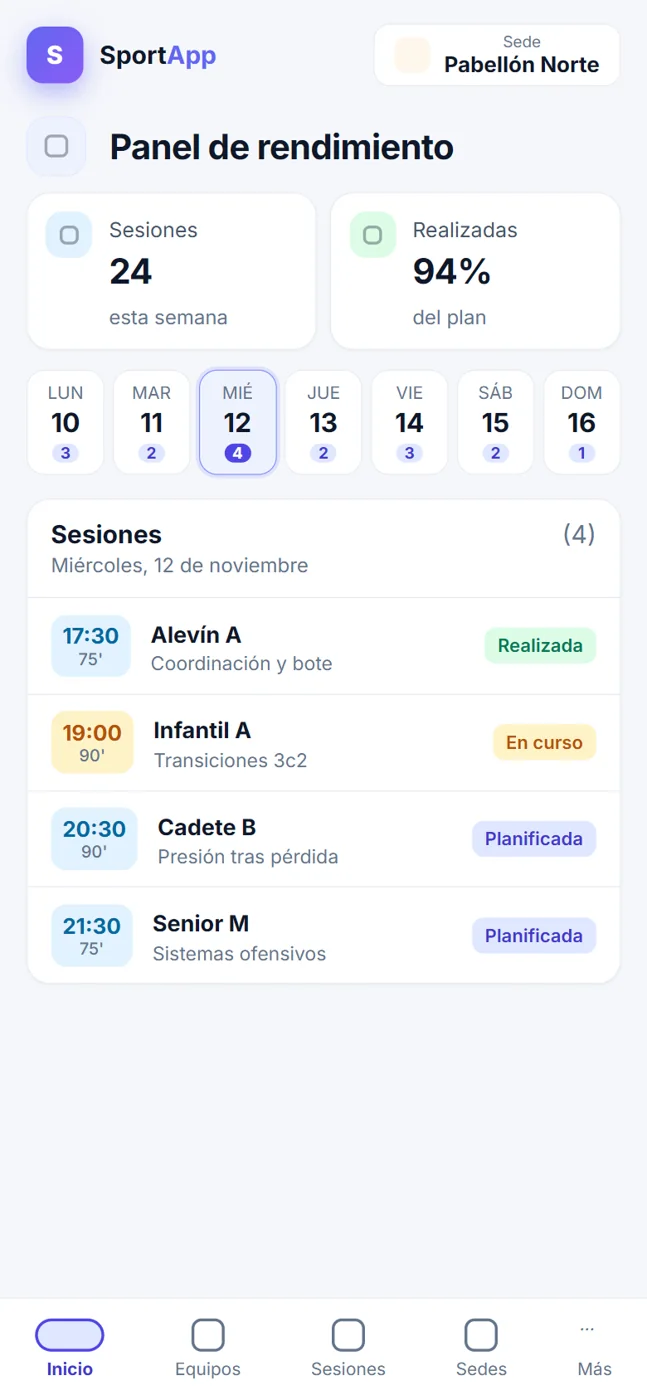 S
SportApp
Sede
Pabellón Norte
Panel de rendimiento
Sesiones
24
esta semana
Realizadas
94%
del plan
LUN
10
3
MAR
11
2
MIÉ
12
4
JUE
13
2
VIE
14
3
SÁB
15
2
DOM
16
1
Sesiones
(4)
Miércoles, 12 de noviembre
17:30
75'
Alevín A
Coordinación y bote
Realizada
19:00
90'
Infantil A
Transiciones 3c2
En curso
20:30
90'
Cadete B
Presión tras pérdida
Planificada
21:30
75'
Senior M
Sistemas ofensivos
Planificada
Inicio
Equipos
Sesiones
Sedes
...
Más